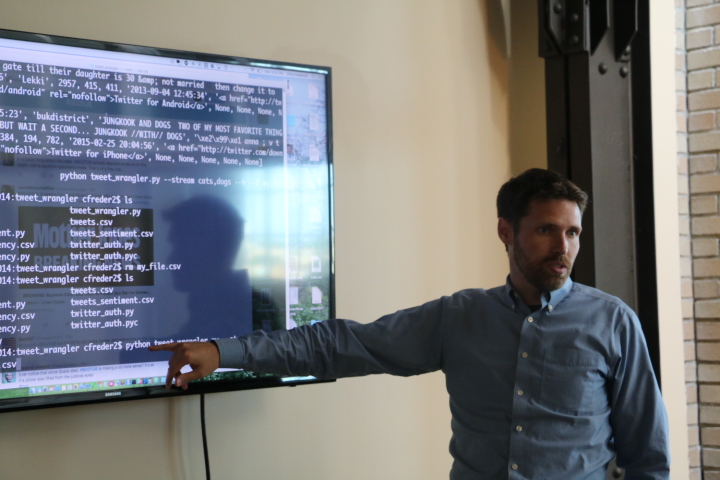 gate till their daughter is 30 &amp; not married then change it to
', 'Lekki', 2957, 415, 411, '2013-09-04 12:45:34', '<a href="http://tw
d/android" rel="nofollow">Twitter for Android</a>', None, None, None,
5:23', 'bukdistrict', 'JUNGKOOK AND DOGS TWO OF MY MOST FAVORITE THING
BUT WAIT A SECOND... JUNGKOOK //WITH// DOGS', '\xe2\x99\xa1 anna ; v t
384, 194, 782, '2015-02-25 20:04:56', '<a href="http://twitter.com/down
"nofollow">Twitter for iPhone</a>', None, None, None, None, None]
python tweet_wrangler.py --stream cats,dogs
014:tweet_wrangler cfreder2$ ls
tweet_wrangler.py
tweets.csv
ent.py tweets_sentiment.csv
ency.csv twitter_auth.py
ency.py twitter_auth.pyc
014:tweet_wrangler cfreder2$ rm my_file.csv
014:tweet_wrangler cfreder2$ ls
tweets.csv
ent.py tweets_sentiment.csv
ency.csv twitter_auth.py
ency.py twitter_auth.pyc
014:tweet_wrangler cfreder2$ python tweet_wrangler
.csv
SAMSUNG